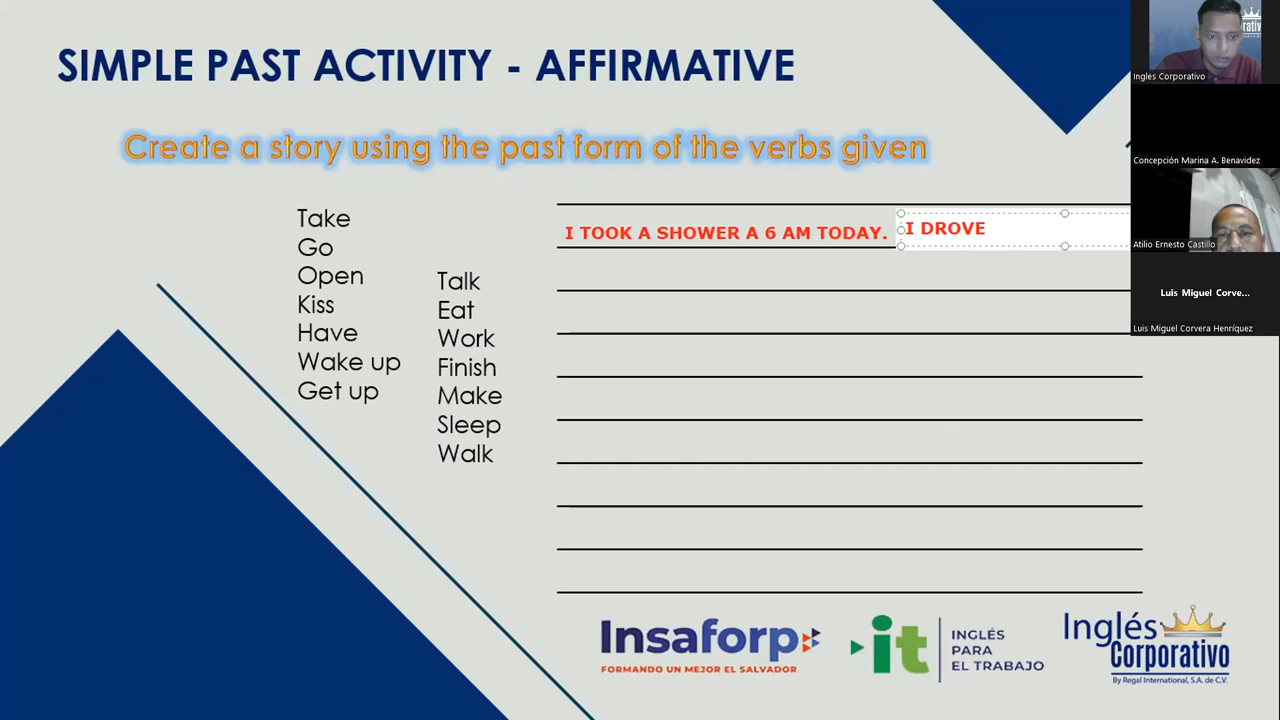 SIMPLE PAST ACTIVITY - AFFIRMATIVE
Create a story using the past form of the verbs given
Take
Go
Open
Kiss
Have
Wake up
Get up
Talk
Eat
Work
Finish
Make
Sleep
Walk
I TOOK A SHOWER A 6 AM TODAY. I DROVE
Ingles Corporativo
Concepción Marina A. Benavidez
Atilio Ernesto Castillo
Luis Miguel Corve...
Luis Miguel Corvera Henríquez
Insaforp
FORMANDO UN MEJOR EL SALVADOR
it
INGLÉS
PARA
EL TRABAJO
Inglés
Corporativo
By Regal International, S.A. de C.V.